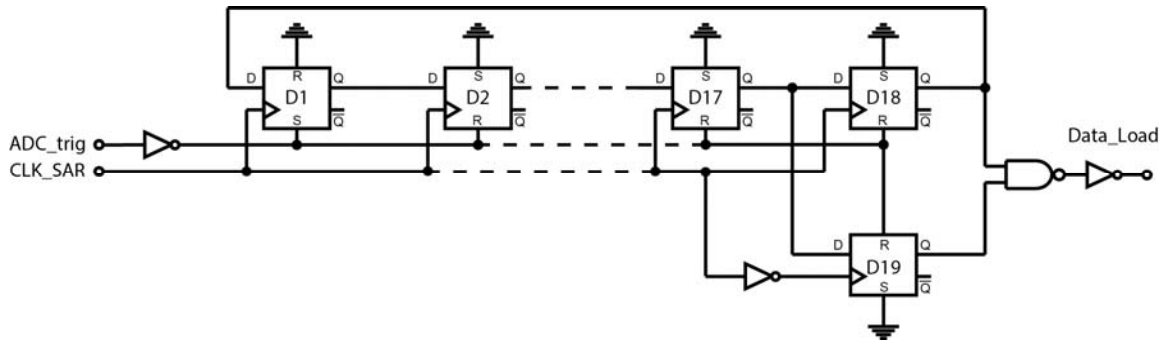 D R Q D1 Q S
D S Q D2 Q R
D S Q D17 Q R
D S Q D18 Q R
ADC_trig
CLK_SAR
Data_Load
D R Q D19 Q S